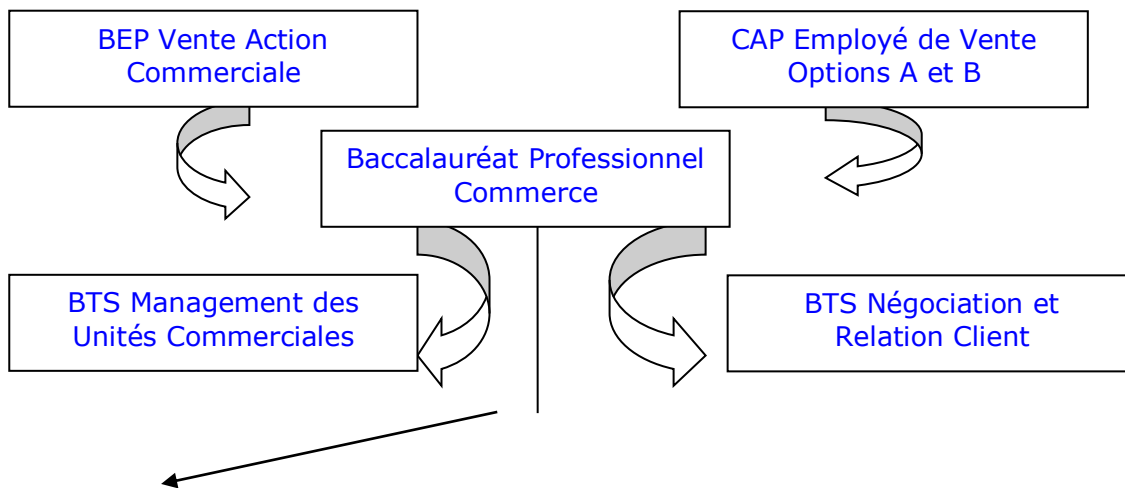 BEP Vente Action
Commerciale
CAP Employé de Vente
Options A et B
Baccalauréat Professionnel
Commerce
BTS Management des
Unités Commerciales
BTS Négociation et
Relation Client